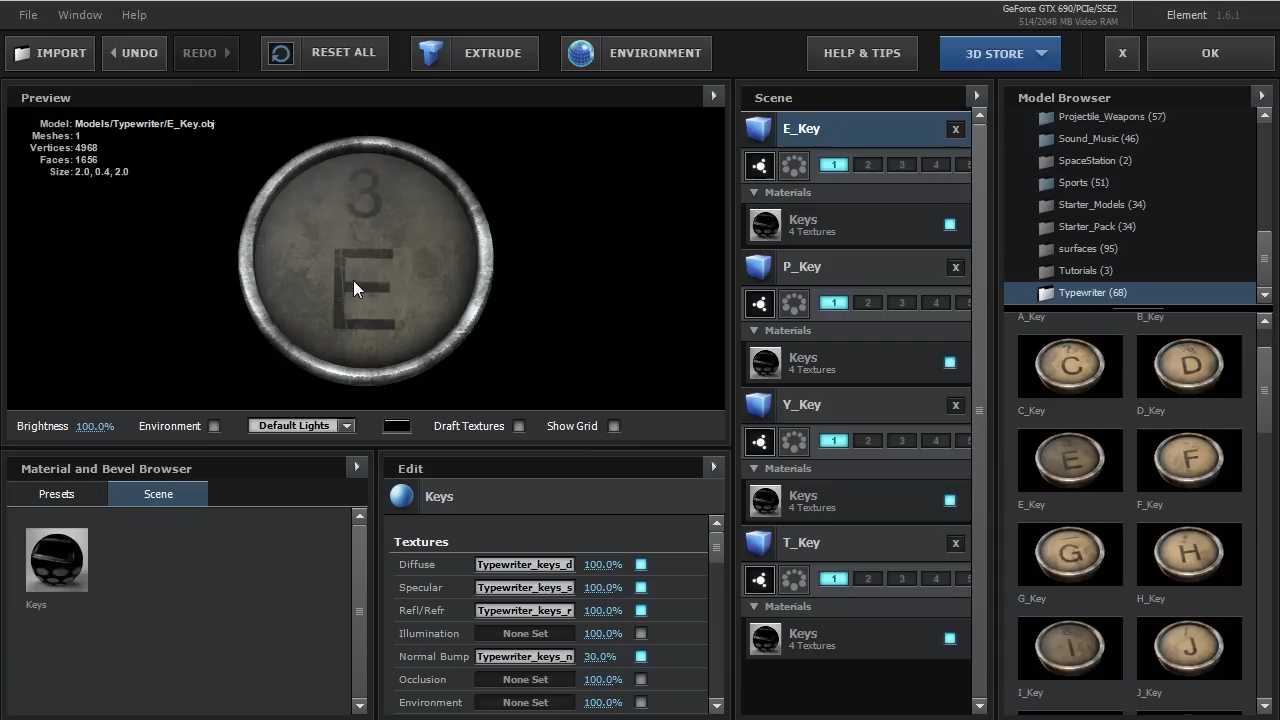 File Window Help
GeForce GTX 690/PCIe/SSE2
514/2048 MB Video RAM
Element 1.6.1
IMPORT UNDO REDO RESET ALL EXTRUDE ENVIRONMENT HELP & TIPS 3D STORE X OK
Preview
Model: Models/Typewriter/E_Key.obj
Meshes: 1
Vertices: 4968
Faces: 1656
Size: 2.0, 0.4, 2.0
3
E
Brightness 100.0% Environment Default Lights Draft Textures Show Grid
Material and Bevel Browser
Presets Scene
Keys
Edit
Keys
Textures
Diffuse Typewriter_keys_d 100.0%
Specular Typewriter_keys_s 100.0%
Refl/Refr Typewriter_keys_r 100.0%
Illumination None Set 100.0%
Normal Bump Typewriter_keys_n 30.0%
Occlusion None Set 100.0%
Environment None Set 100.0%
Scene
E_Key X
1 2 3 4 5
Materials
Keys
4 Textures
P_Key X
1 2 3 4 5
Materials
Keys
4 Textures
Y_Key X
1 2 3 4 5
Materials
Keys
4 Textures
T_Key X
1 2 3 4 5
Materials
Keys
4 Textures
Model Browser
Projectile_Weapons (57)
Sound_Music (46)
SpaceStation (2)
Sports (51)
Starter_Models (34)
Starter_Pack (34)
surfaces (95)
Tutorials (3)
Typewriter (68)
A_Key B_Key
C D
C_Key D_Key
E F
E_Key F_Key
G H
G_Key H_Key
I J
I_Key J_Key